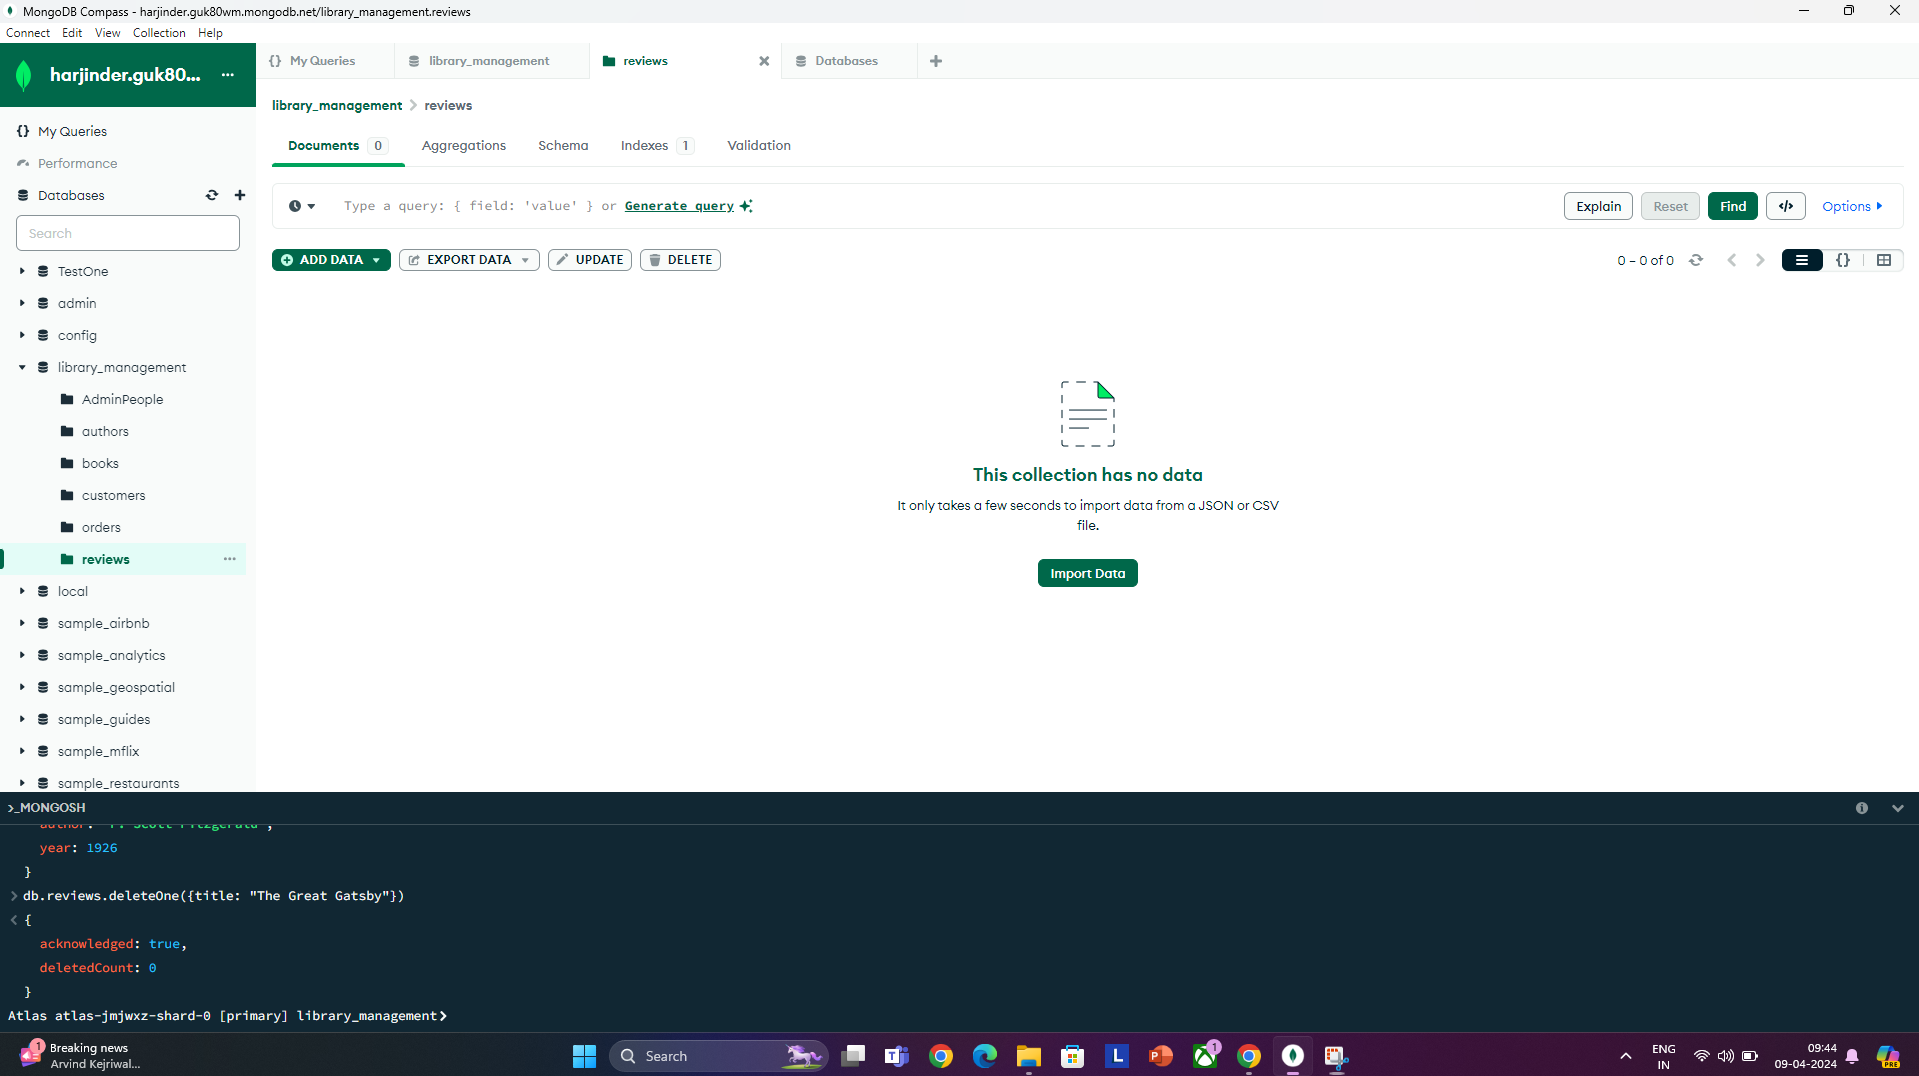 MongoDB Compass - harjinder.guk80wm.mongodb.net/library_management.reviews
Connect Edit View Collection Help
harjinder.guk80... ...
{} My Queries
library_management
reviews
Databases
My Queries
Performance
Databases
Search
TestOne
admin
config
library_management
AdminPeople
authors
books
customers
orders
reviews
local
sample_airbnb
sample_analytics
sample_geospatial
sample_guides
sample_mflix
sample_restaurants
library_management > reviews
Documents 0 Aggregations Schema Indexes 1 Validation
Type a query: { field: 'value' } or Generate query
Explain Reset Find </> Options
ADD DATA EXPORT DATA UPDATE DELETE
0 – 0 of 0
{}
This collection has no data
It only takes a few seconds to import data from a JSON or CSV
file.
Import Data
>_MONGOSH
author: "F. Scott Fitzgerald",
year: 1926
}
> db.reviews.deleteOne({title: "The Great Gatsby"})
< {
acknowledged: true,
deletedCount: 0
}
Atlas atlas-jmjwxz-shard-0 [primary] library_management>
1
Breaking news
Arvind Kejriwal...
Search
1
ENG
IN
09:44
09-04-2024
PRE